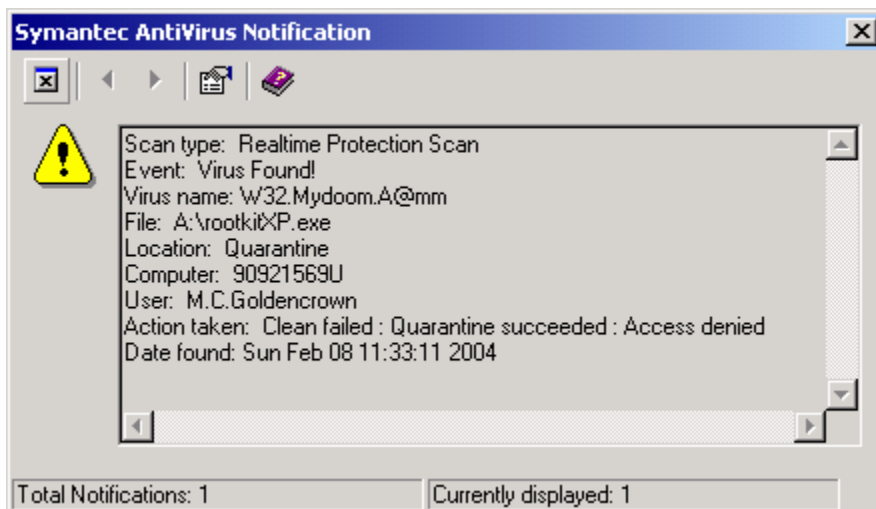 Symantec AntiVirus Notification
Scan type:  Realtime Protection Scan
Event:  Virus Found!
Virus name: W32.Mydoom.A@mm
File:  A:\rootkitXP.exe
Location:  Quarantine
Computer:  90921569U
User:  M.C.Goldencrown
Action taken:  Clean failed : Quarantine succeeded : Access denied
Date found: Sun Feb 08 11:33:11 2004
Total Notifications: 1
Currently displayed: 1